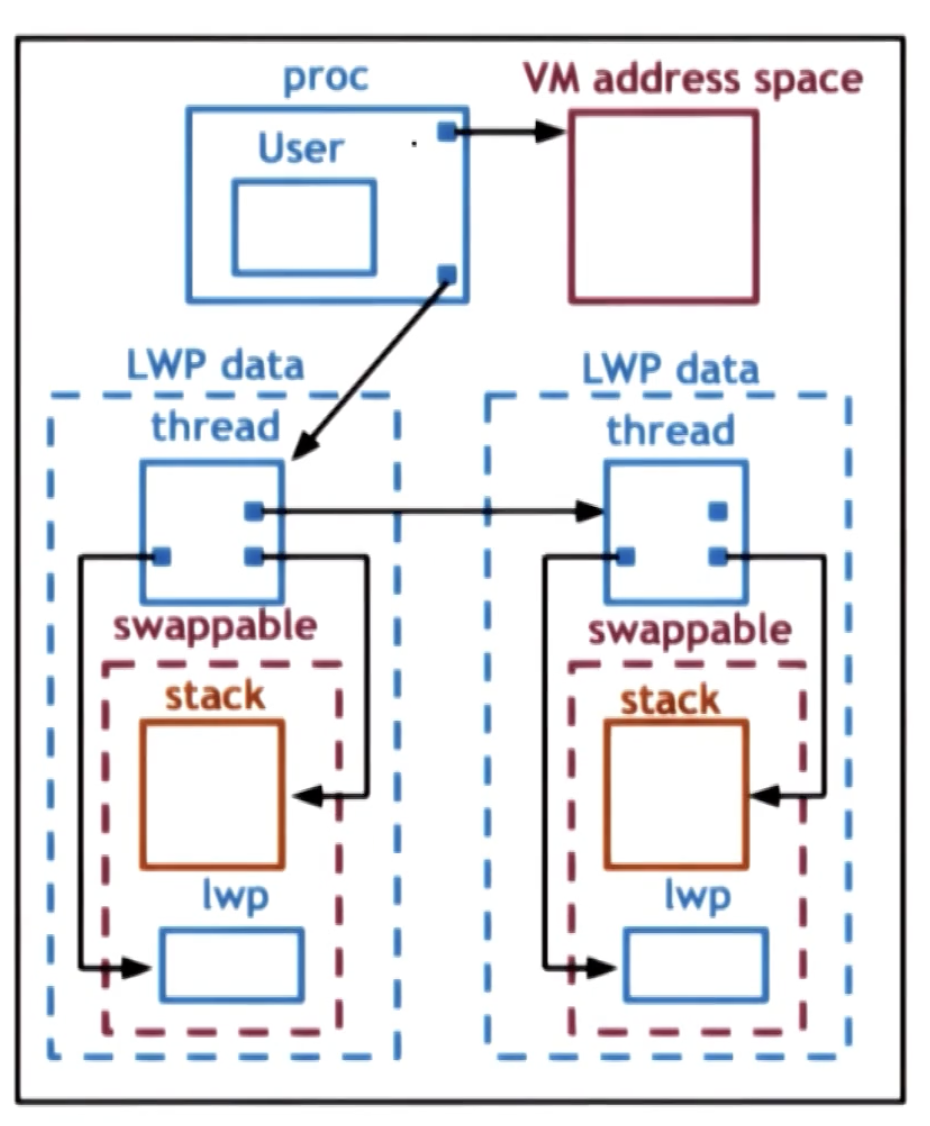 proc
VM address space
User
LWP data
LWP data
thread
thread
swappable
swappable
stack
stack
lwp
lwp